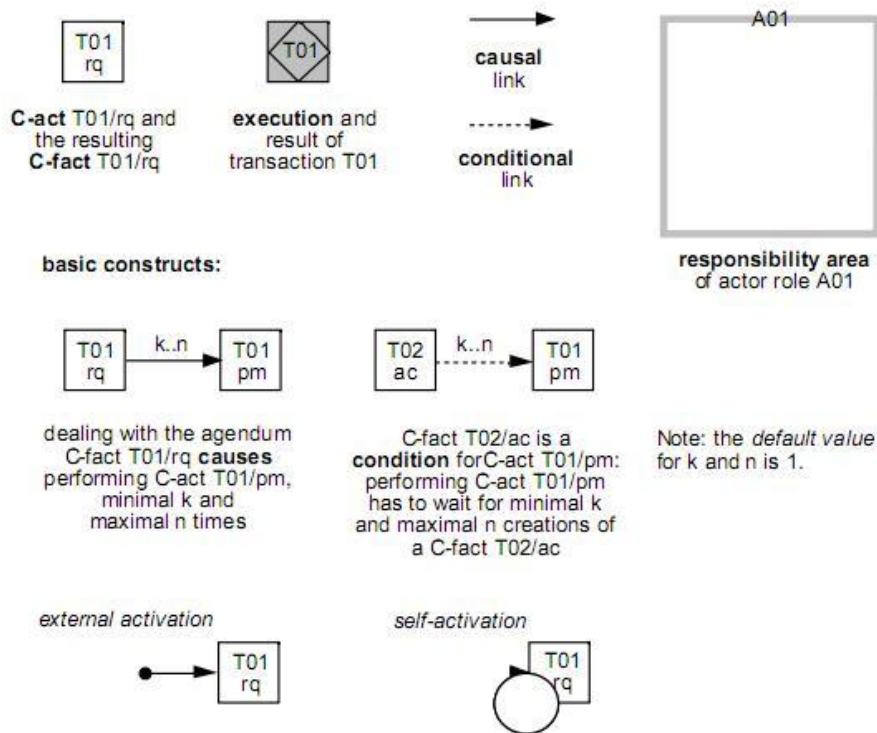 T01
rq
T01
A01
causal
link
C-act T01/rq and
the resulting
C-fact T01/rq
execution and
result of
transaction T01
conditional
link
basic constructs:
responsibility area
of actor role A01
T01
rq
k..n
T01
pm
T02
ac
k..n
T01
pm
dealing with the agendum
C-fact T01/rq causes
performing C-act T01/pm,
minimal k and
maximal n times
C-fact T02/ac is a
condition forC-act T01/pm:
performing C-act T01/pm
has to wait for minimal k
and maximal n creations of
a C-fact T02/ac
Note: the default value
for k and n is 1.
external activation
self-activation
T01
rq
T01
rq